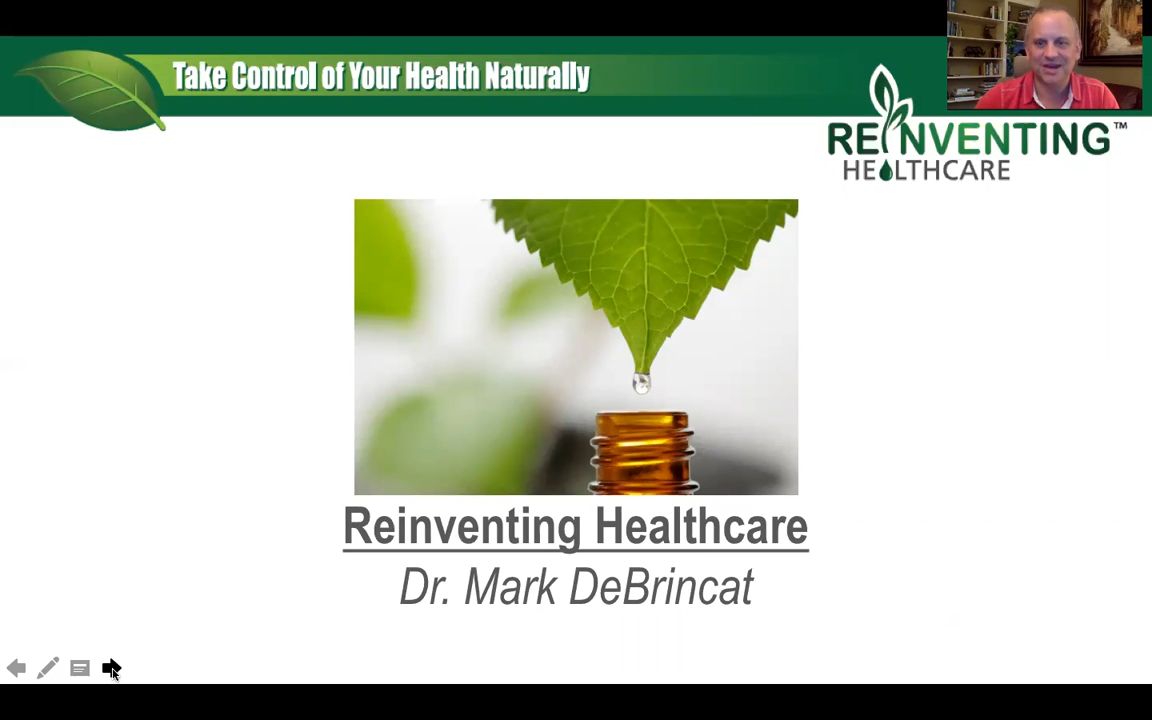 Take Control of Your Health Naturally
REINVENTING™
HEALTHCARE
Reinventing Healthcare
Dr. Mark DeBrincat